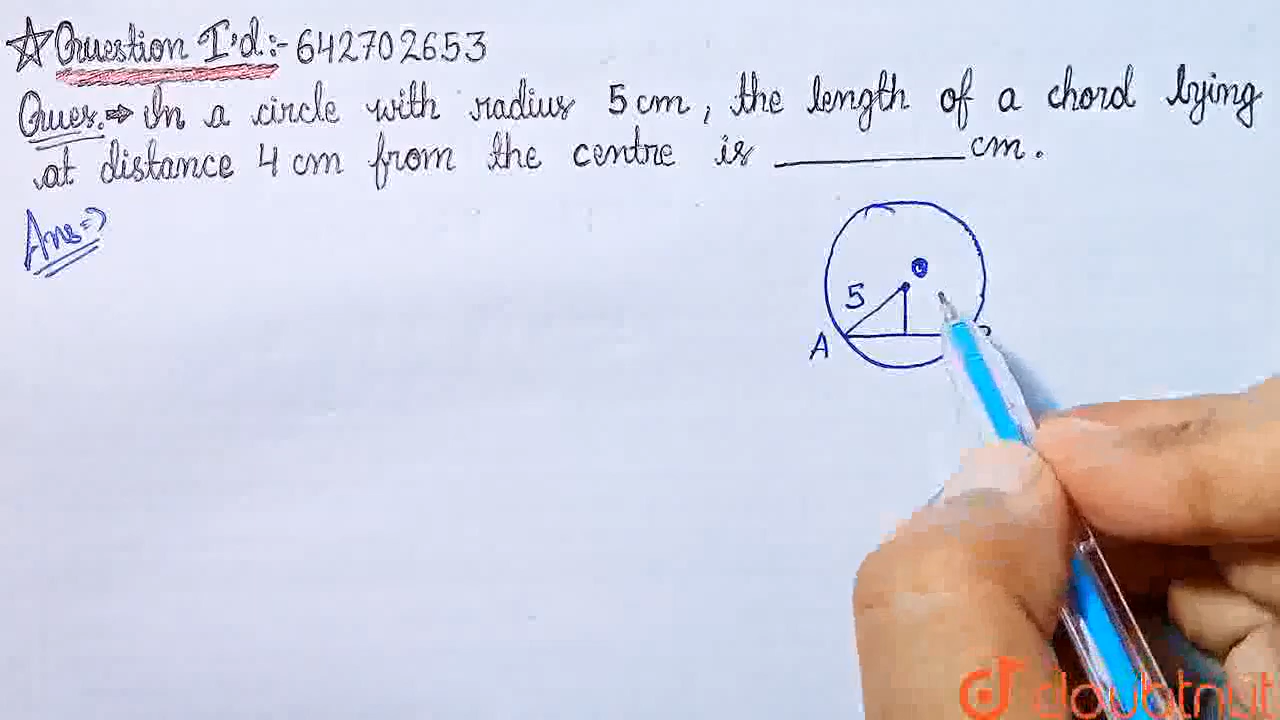 ☆ Question I'd:- 642702653
Ques.⇒ In a circle with radius 5 cm, the length of a chord lying
at distance 4 cm from the centre is ________ cm.
Ans⇒
O
5
A
doubtnut